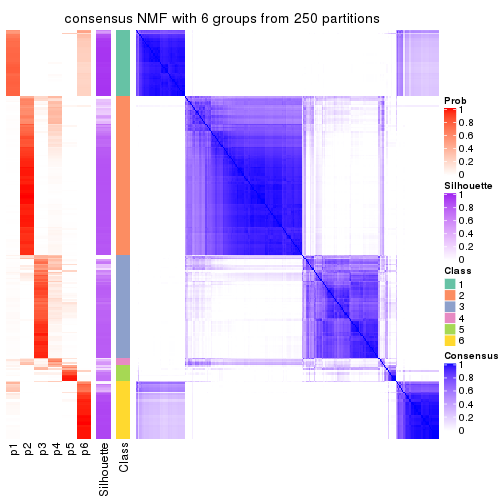 consensus NMF with 6 groups from 250 partitions
Prob
1
0.8
0.6
0.4
0.2
0
Silhouette
1
0.8
0.6
0.4
0.2
0
Class
1
2
3
4
5
6
Consensus
1
0.8
0.6
0.4
0.2
0
p1
p2
p3
p4
p5
p6
Silhouette
Class